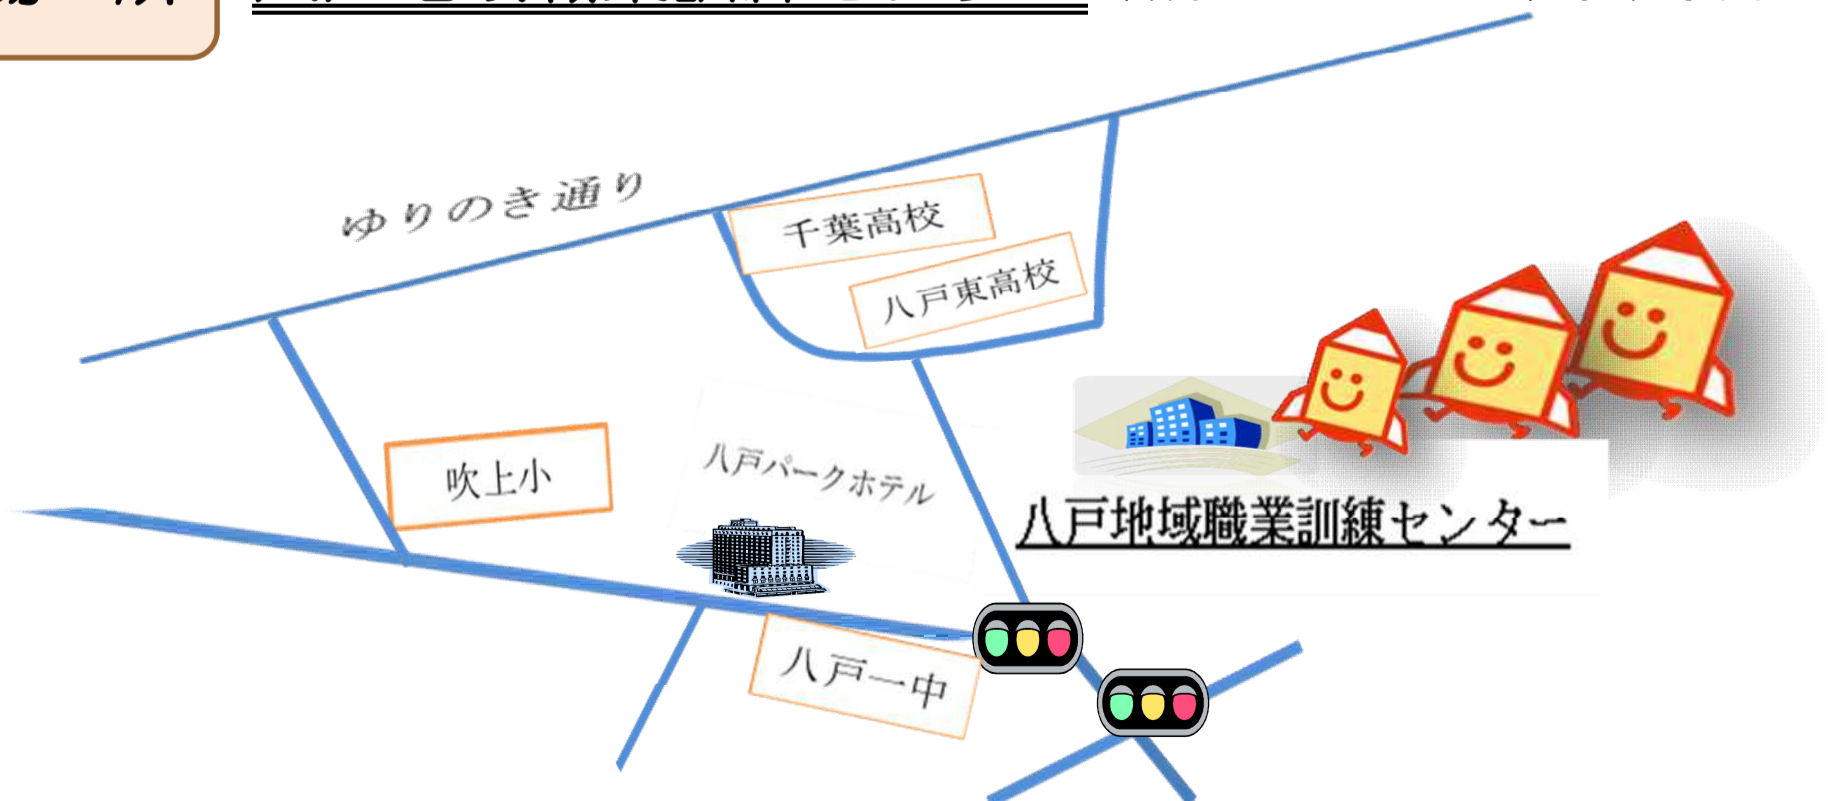 ゆりのき通り
千葉高校
八戸東高校
吹上小
八戸パークホテル
八戸地域職業訓練センター
八戸一中